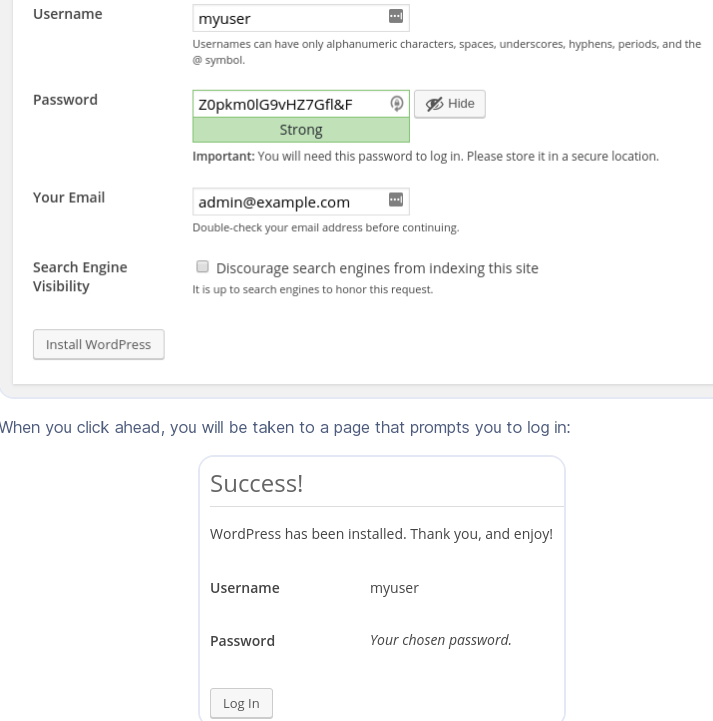 Username
myuser
Usernames can have only alphanumeric characters, spaces, underscores, hyphens, periods, and the
@ symbol.
Password
Z0pkm0lG9vHZ7Gfl&F
Hide
Strong
Important: You will need this password to log in. Please store it in a secure location.
Your Email
admin@example.com
Double-check your email address before continuing.
Search Engine
Visibility
Discourage search engines from indexing this site
It is up to search engines to honor this request.
Install WordPress
When you click ahead, you will be taken to a page that prompts you to log in:
Success!
WordPress has been installed. Thank you, and enjoy!
Username
myuser
Password
Your chosen password.
Log In